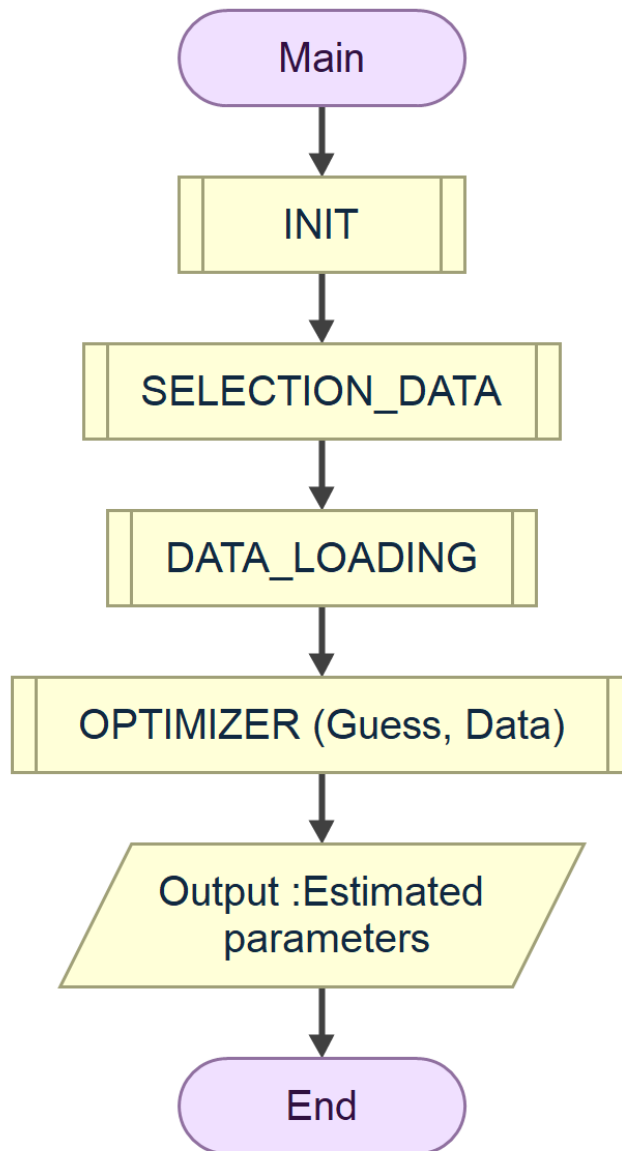 Main
INIT
SELECTION_DATA
DATA_LOADING
OPTIMIZER (Guess, Data)
Output :Estimated
parameters
End